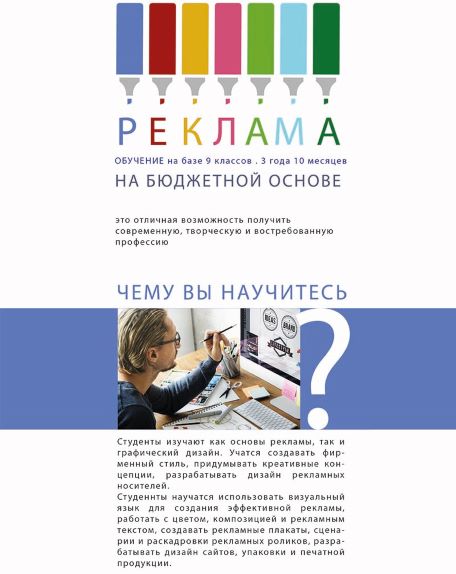 РЕКЛАМА
ОБУЧЕНИЕ на базе 9 классов . 3 года 10 месяцев
НА БЮДЖЕТНОЙ ОСНОВЕ
это отличная возможность получить
современную, творческую и востребованную
профессию
ЧЕМУ ВЫ НАУЧИТЕСЬ
?
IDEAS
BRAND
Студенты изучают как основы рекламы, так и
графический дизайн. Учатся создавать фир-
менный стиль, придумывать креативные кон-
цепции, разрабатывать дизайн рекламных
носителей.
Студеннты научатся использовать визуальный
язык для создания эффективной рекламы,
работать с цветом, композицией и рекламным
текстом, создавать рекламные плакаты, сцена-
рии и раскадровки рекламных роликов, разра-
батывать дизайн сайтов, упаковки и печатной
продукции.